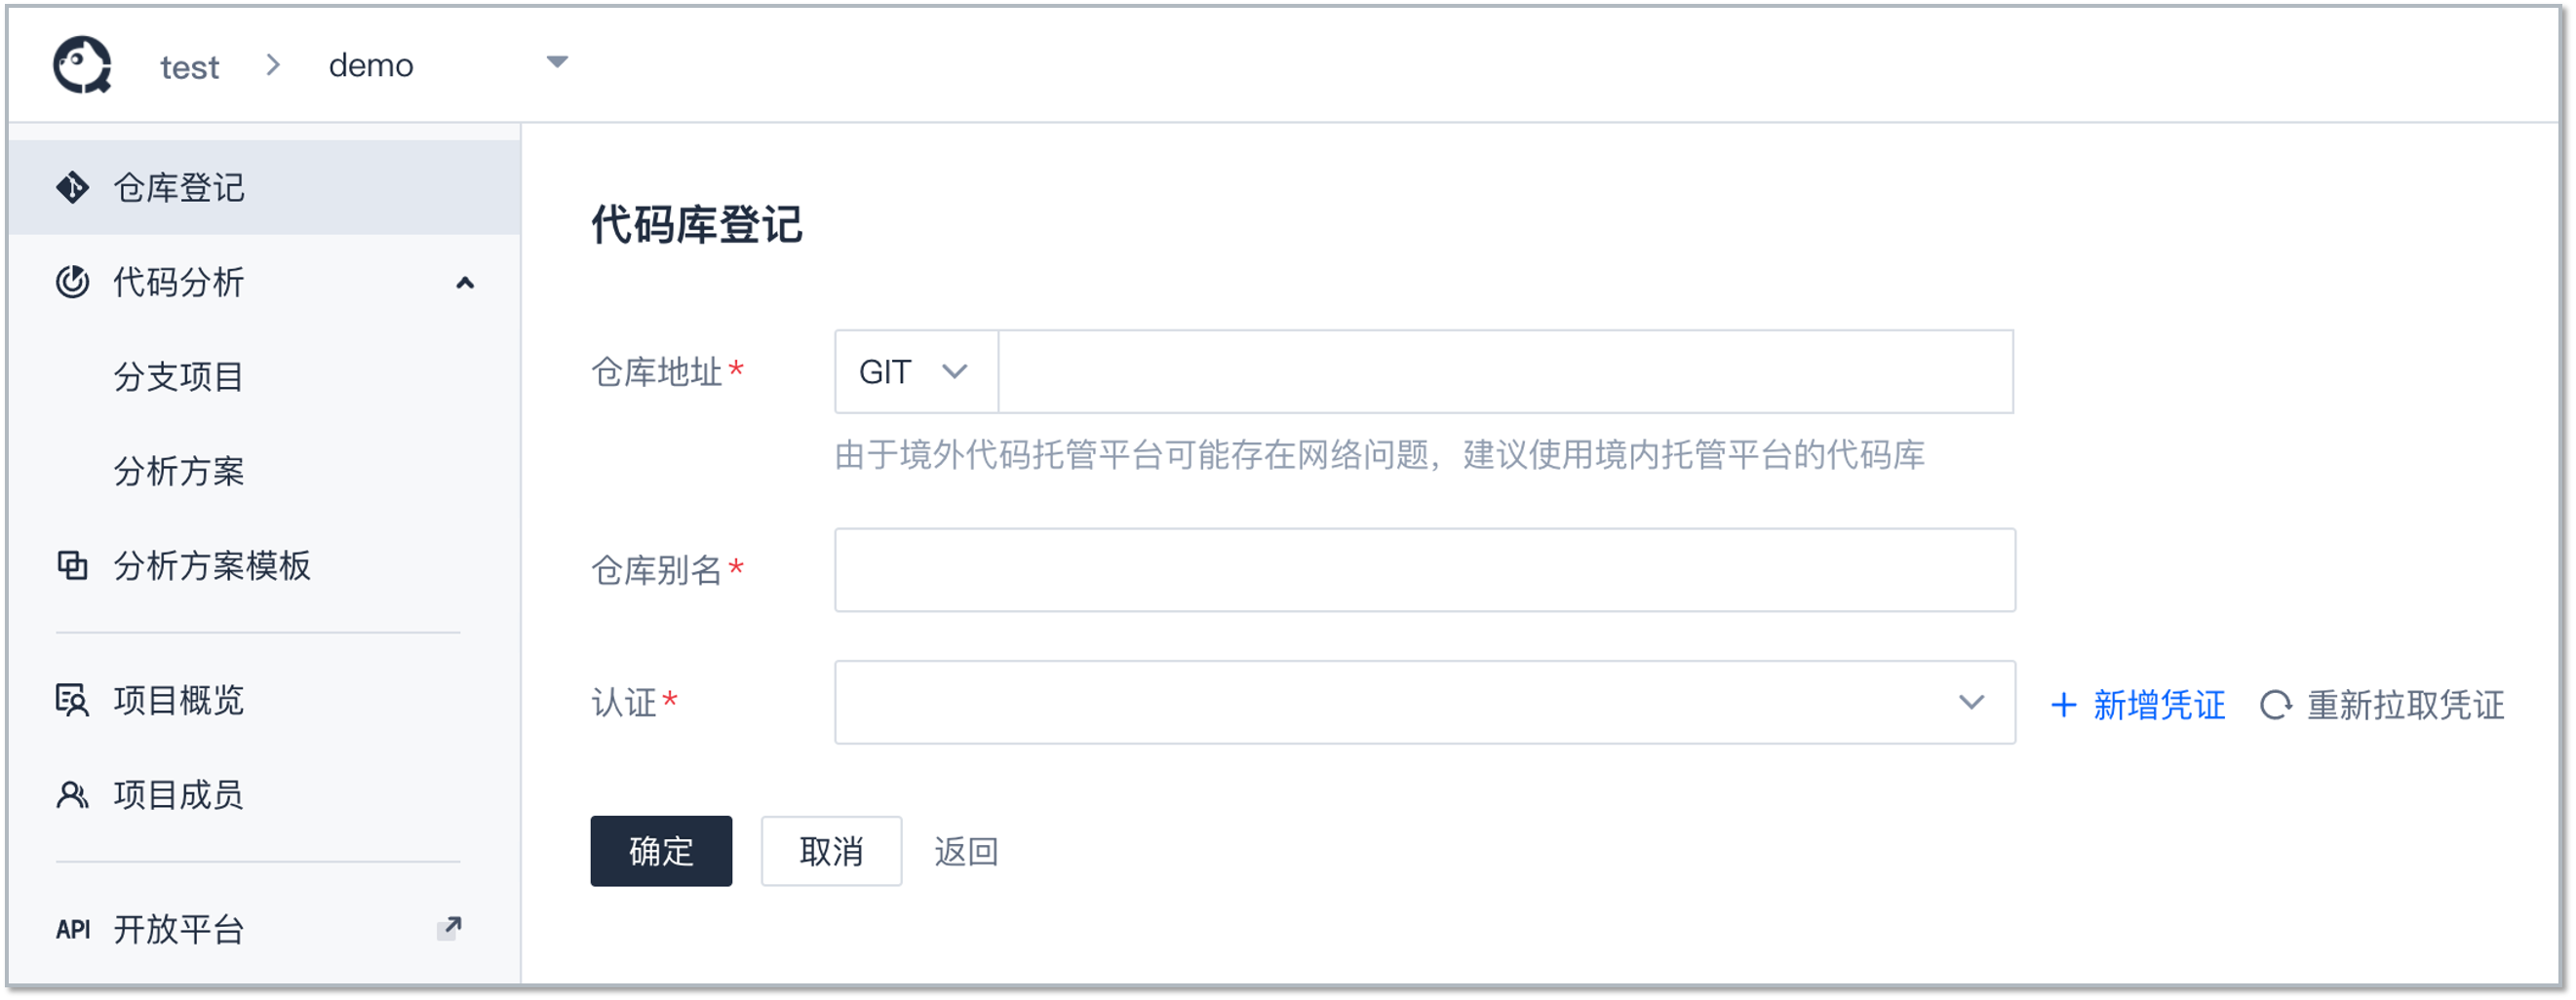 test > demo
仓库登记
代码分析
分支项目
分析方案
分析方案模板
项目概览
项目成员
API 开放平台
代码库登记
仓库地址* GIT
由于境外代码托管平台可能存在网络问题，建议使用境内托管平台的代码库
仓库别名*
认证* + 新增凭证 重新拉取凭证
确定 取消 返回